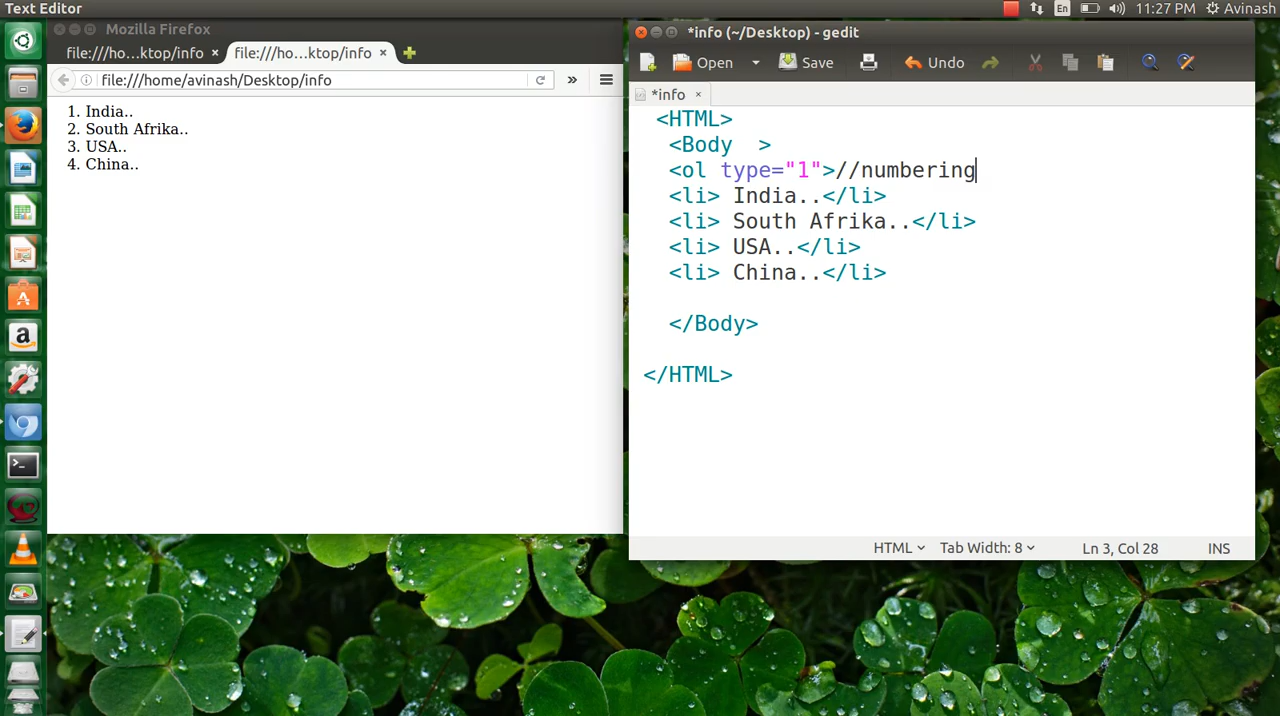 Text Editor
En
11:27 PM
Avinash
Mozilla Firefox
file:///ho...ktop/info ×
file:///ho...ktop/info ×
file:///home/avinash/Desktop/info
»
1. India..
2. South Afrika..
3. USA..
4. China..
*info (~/Desktop) - gedit
Open
Save
Undo
*info ×
<HTML>
<Body  >
<ol type="1">//numbering
<li> India..</li>
<li> South Afrika..</li>
<li> USA..</li>
<li> China..</li>
</Body>
</HTML>
HTML
Tab Width: 8
Ln 3, Col 28
INS